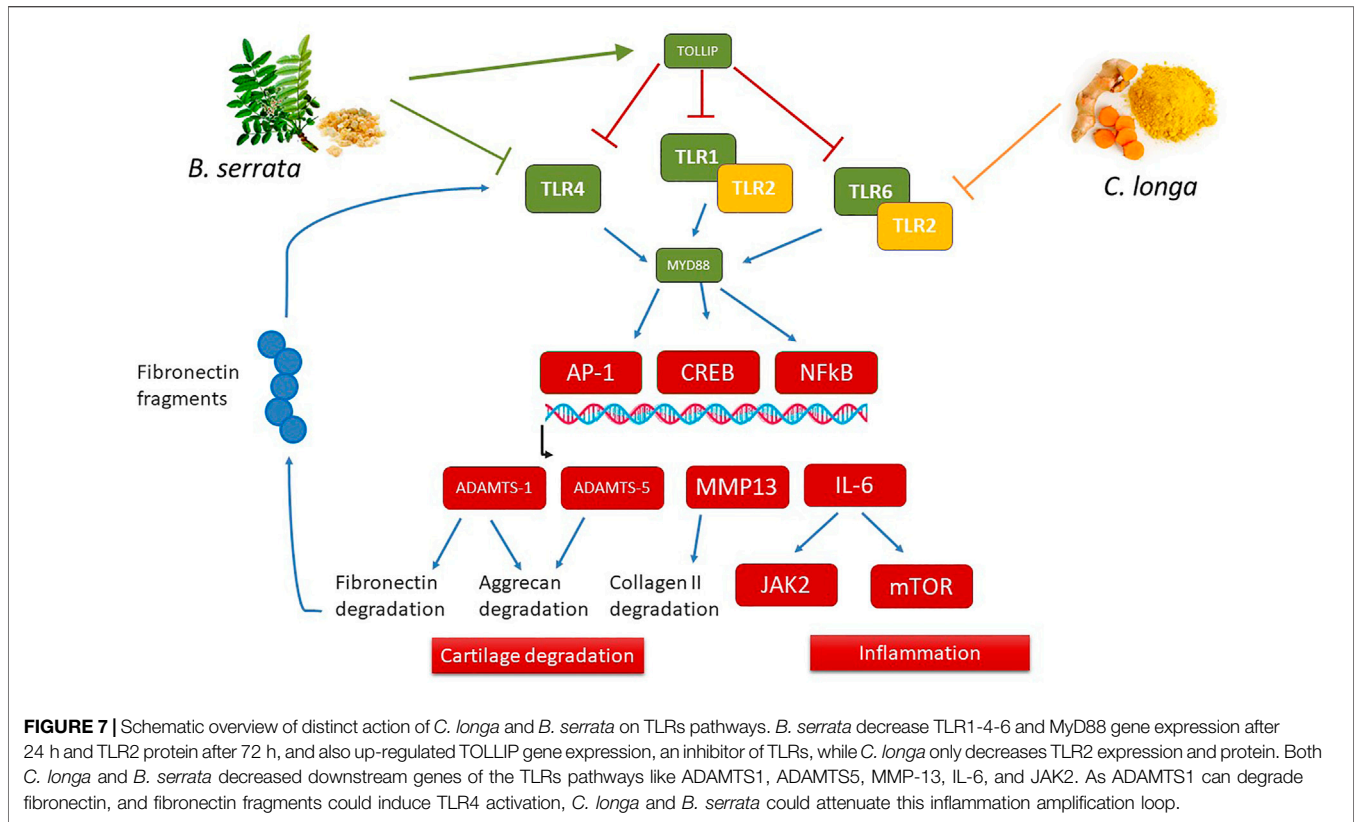 TOLLIP
B. serrata
C. longa
TLR4
TLR1
TLR2
TLR6
TLR2
MYD88
Fibronectin
fragments
AP-1
CREB
NFkB
ADAMTS-1
ADAMTS-5
MMP13
IL-6
Fibronectin
degradation
Aggrecan
degradation
Collagen II
degradation
JAK2
mTOR
Cartilage degradation
Inflammation
FIGURE 7 | Schematic overview of distinct action of C. longa and B. serrata on TLRs pathways. B. serrata decrease TLR1-4-6 and MyD88 gene expression after
24 h and TLR2 protein after 72 h, and also up-regulated TOLLIP gene expression, an inhibitor of TLRs, while C. longa only decreases TLR2 expression and protein. Both
C. longa and B. serrata decreased downstream genes of the TLRs pathways like ADAMTS1, ADAMTS5, MMP-13, IL-6, and JAK2. As ADAMTS1 can degrade
fibronectin, and fibronectin fragments could induce TLR4 activation, C. longa and B. serrata could attenuate this inflammation amplification loop.